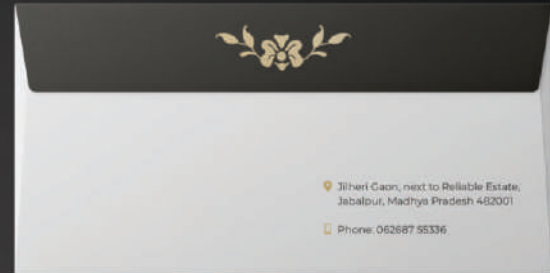 Jilheri Gaon, next to Reliable Estate,
Jabalpur, Madhya Pradesh 482001
Phone: 062687 55336